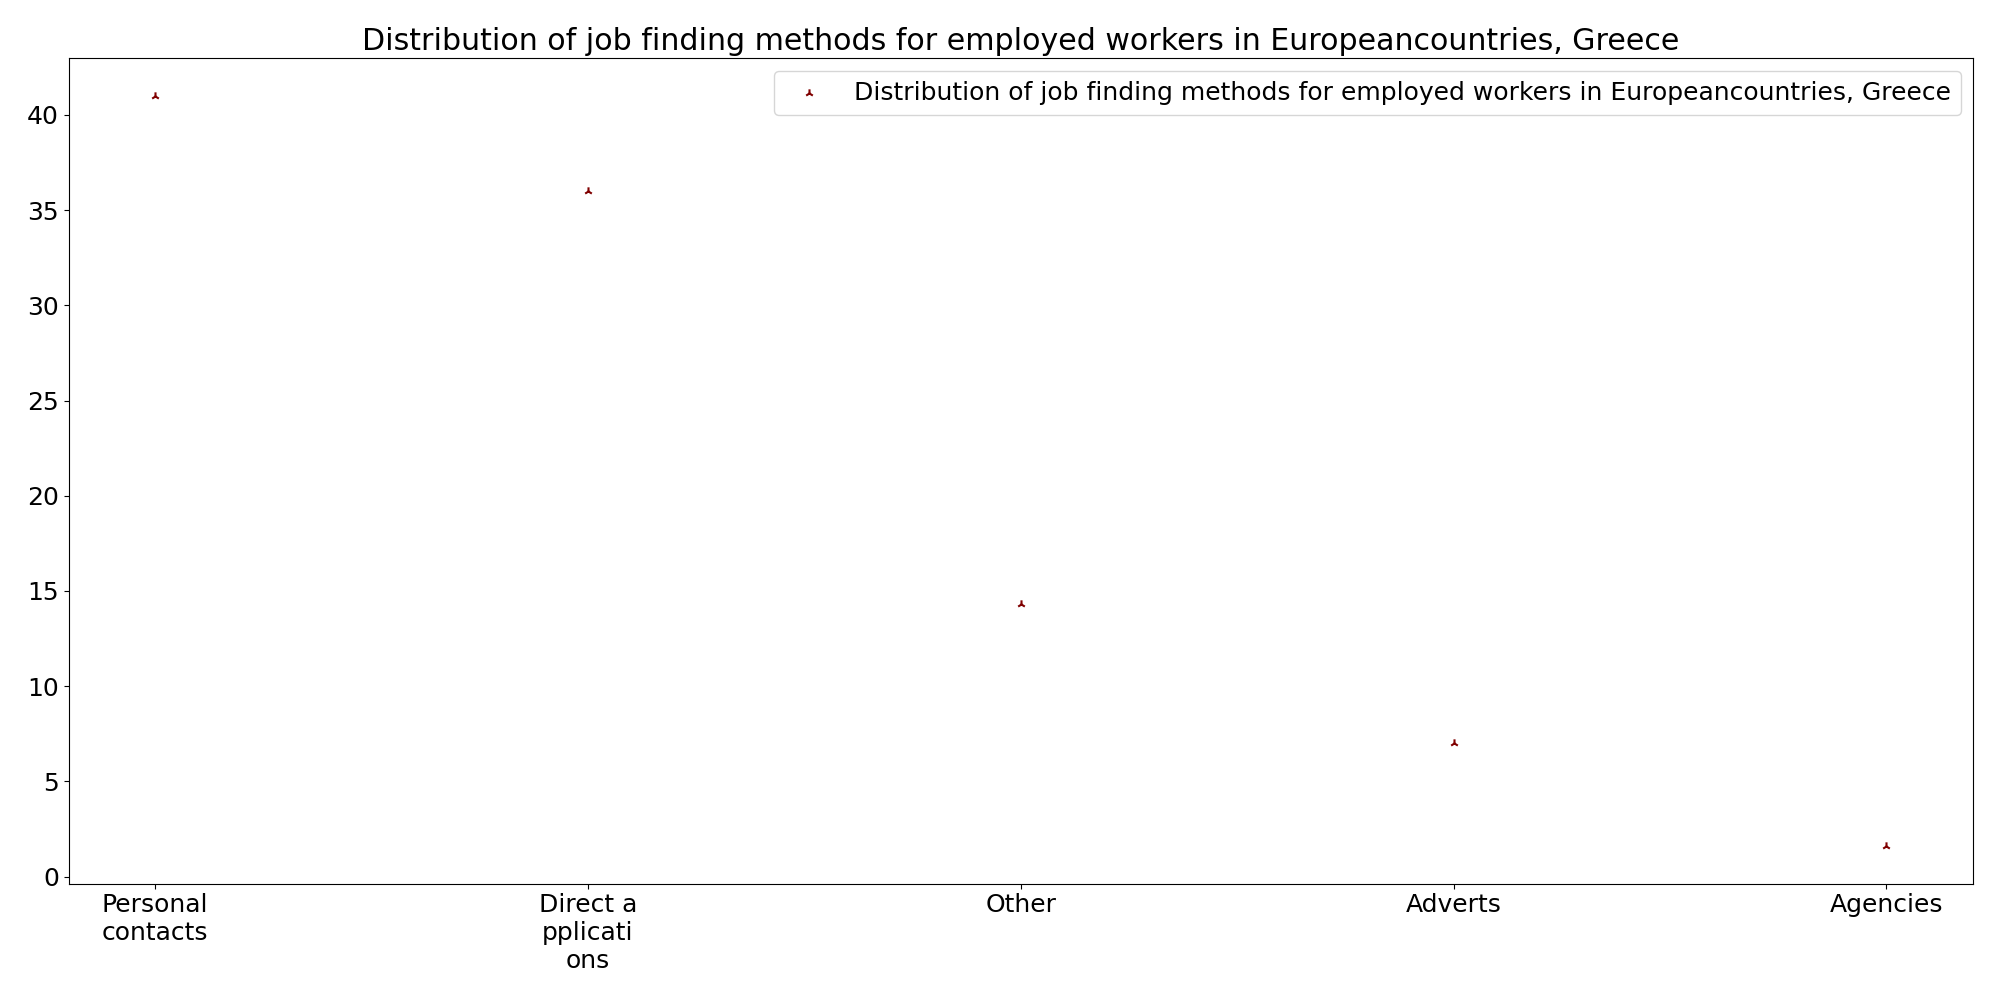 Distribution of job finding methods for employed workers in Europeancountries, Greece
Distribution of job finding methods for employed workers in Europeancountries, Greece
40
35
30
25
20
15
10
5
0
Personal
contacts
Direct a
pplicati
ons
Other
Adverts
Agencies